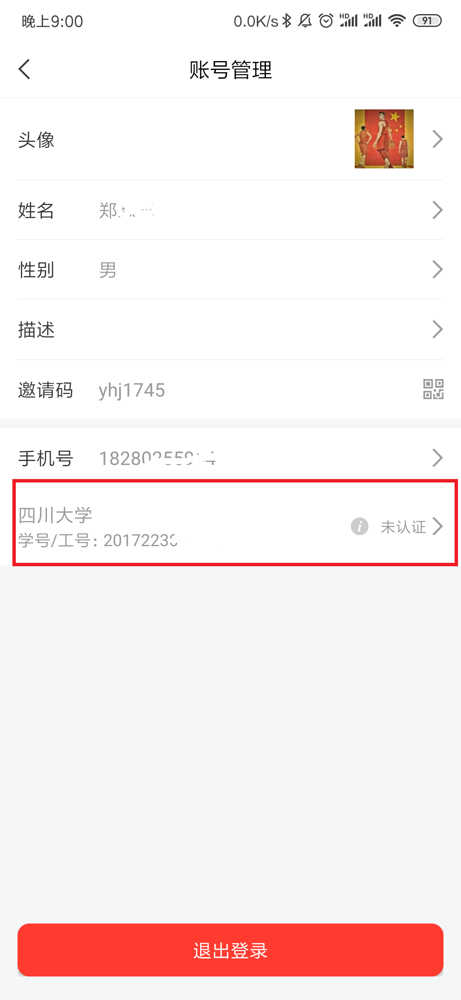 晚上9:00 0.0K/s HD HD 91
账号管理
头像
姓名 郑
性别 男
描述
邀请码 yhj1745
手机号 18280255
四川大学
i 未认证
学号/工号: 2017223
退出登录